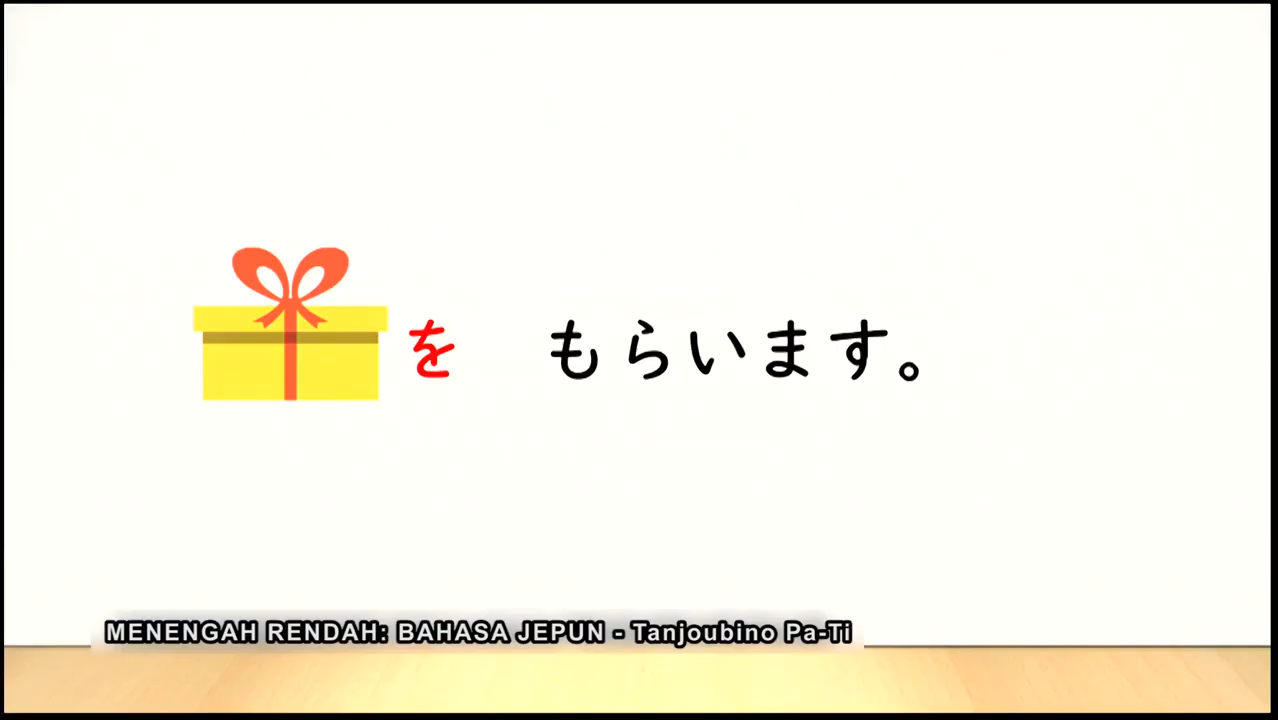 を もらいます。
MENENGAH RENDAH: BAHASA JEPUN - Tanjoubino Pa-Ti